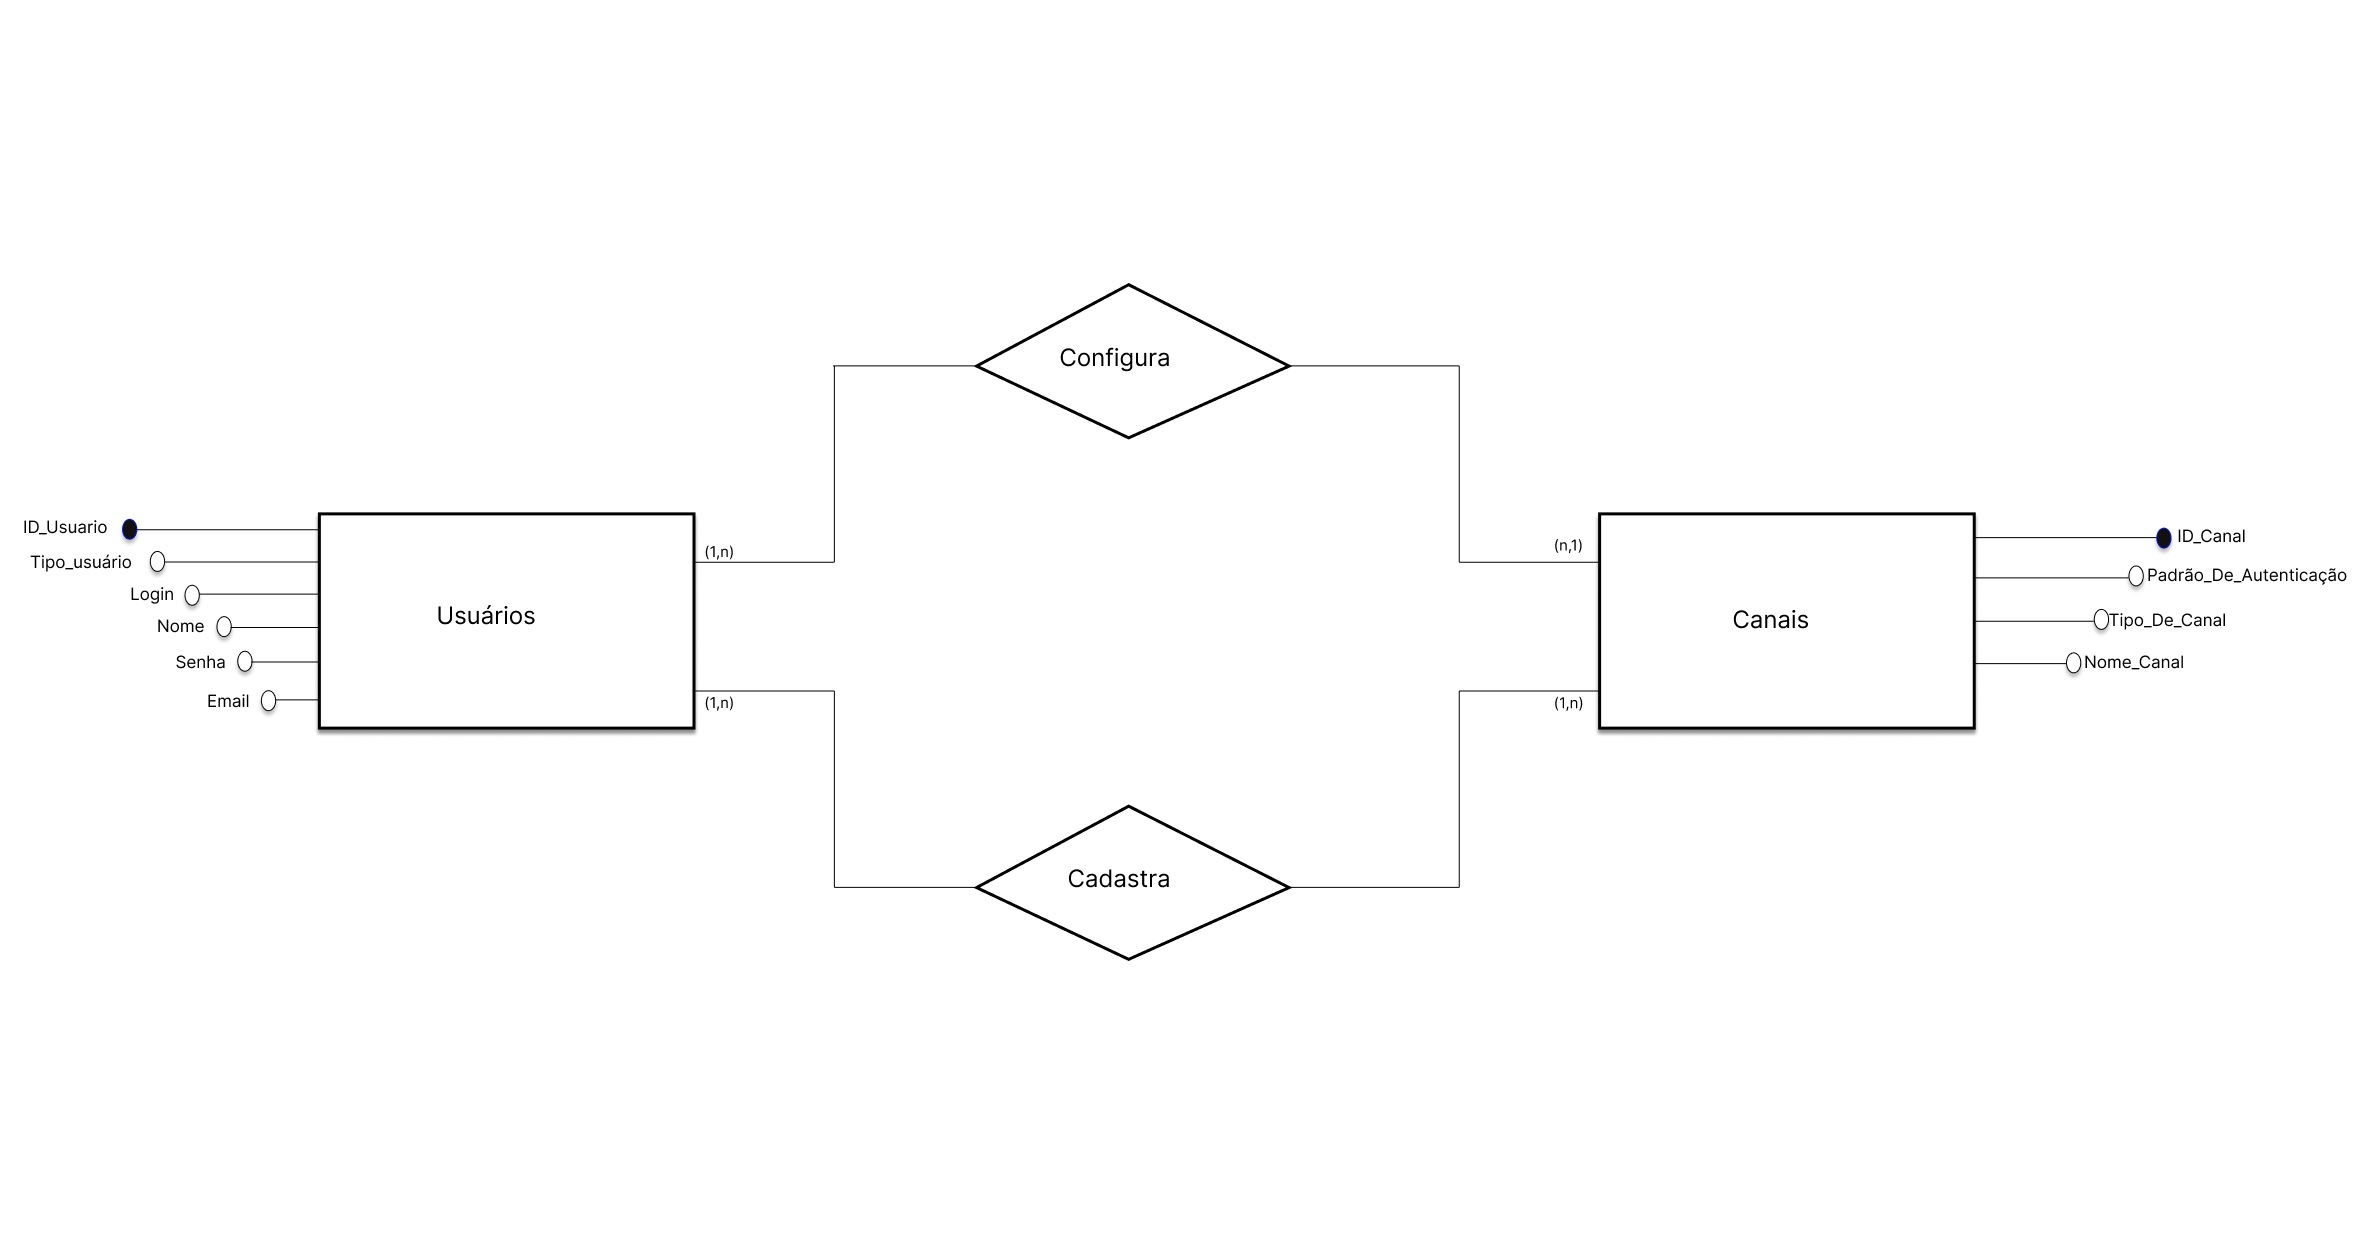 Configura
ID_Usuario
Tipo_usuário
Login
Nome
Senha
Email
Usuários
(1,n)
(1,n)
(n,1)
(1,n)
Canais
ID_Canal
Padrão_De_Autenticação
Tipo_De_Canal
Nome_Canal
Cadastra